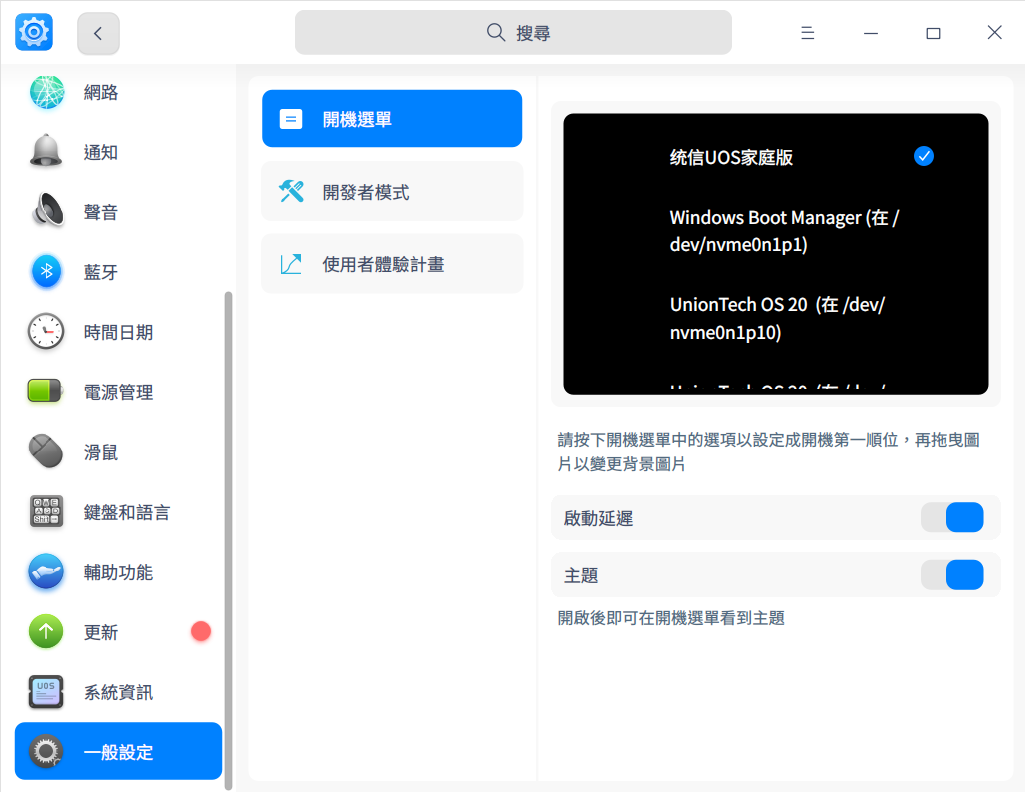 搜尋
網路
通知
聲音
藍牙
時間日期
電源管理
滑鼠
鍵盤和語言
輔助功能
更新
UOS
系統資訊
一般設定
開機選單
開發者模式
使用者體驗計畫
统信UOS家庭版
Windows Boot Manager (在 /
dev/nvme0n1p1)
UnionTech OS 20  (在 /dev/
nvme0n1p10)
UnionTech OS 20  (在 /dev/
請按下開機選單中的選項以設定成開機第一順位，再拖曳圖
片以變更背景圖片
啟動延遲
主題
開啟後即可在開機選單看到主題